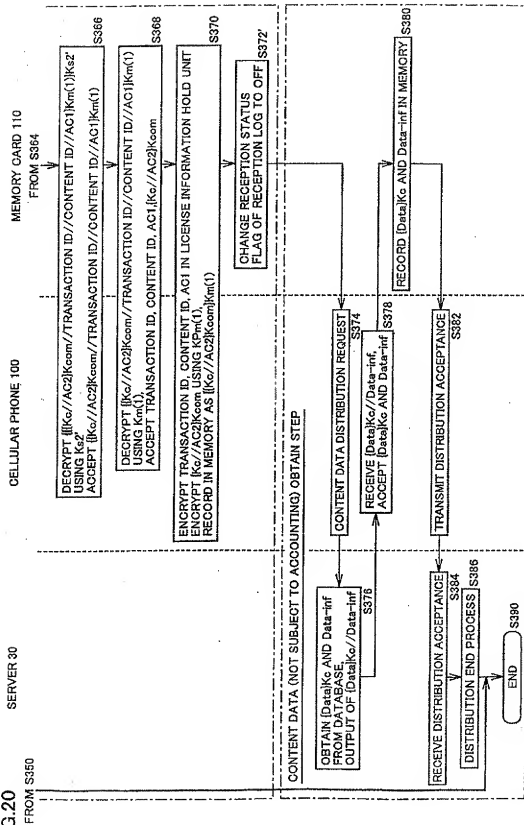 G.20
SERVER 30
CELLULAR PHONE 100
MEMORY CARD 110
FROM S350
FROM S364
DECRYPT {{{Kc//AC2}Kcom//TRANSACTION ID//CONTENT ID//AC1}Km(1)}Ks2'
USING Ks2'
ACCEPT {{Kc//AC2}Kcom//TRANSACTION ID//CONTENT ID//AC1}Km(1)
S366
DECRYPT {{Kc//AC2}Kcom//TRANSACTION ID//CONTENT ID//AC1}Km(1)
USING Km(1),
ACCEPT TRANSACTION ID, CONTENT ID, AC1,{Kc//AC2}Kcom
S368
ENCRYPT TRANSACTION ID, CONTENT ID, AC1 IN LICENSE INFORMATION HOLD UNIT
ENCRYPT {Kc//AC2}Kcom USING KPm(1),
RECORD IN MEMORY AS {{Kc//AC2}Kcom}Km(1)
S370
CHANGE RECEPTION STATUS
FLAG OF RECEPTION LOG TO OFF
S372'
CONTENT DATA (NOT SUBJECT TO ACCOUNTING) OBTAIN STEP
CONTENT DATA DISTRIBUTION REQUEST
S374
OBTAIN {Data}Kc AND Data-inf
FROM DATABASE,
OUTPUT OF {Data}Kc//Data-inf
S376
RECEIVE {Data}Kc//Data-inf,
ACCEPT {Data}Kc AND Data-inf
S378
RECORD {Data}Kc AND Data-inf IN MEMORY
S380
TRANSMIT DISTRIBUTION ACCEPTANCE
S382
RECEIVE DISTRIBUTION ACCEPTANCE
S384
DISTRIBUTION END PROCESS
S386
END
S390